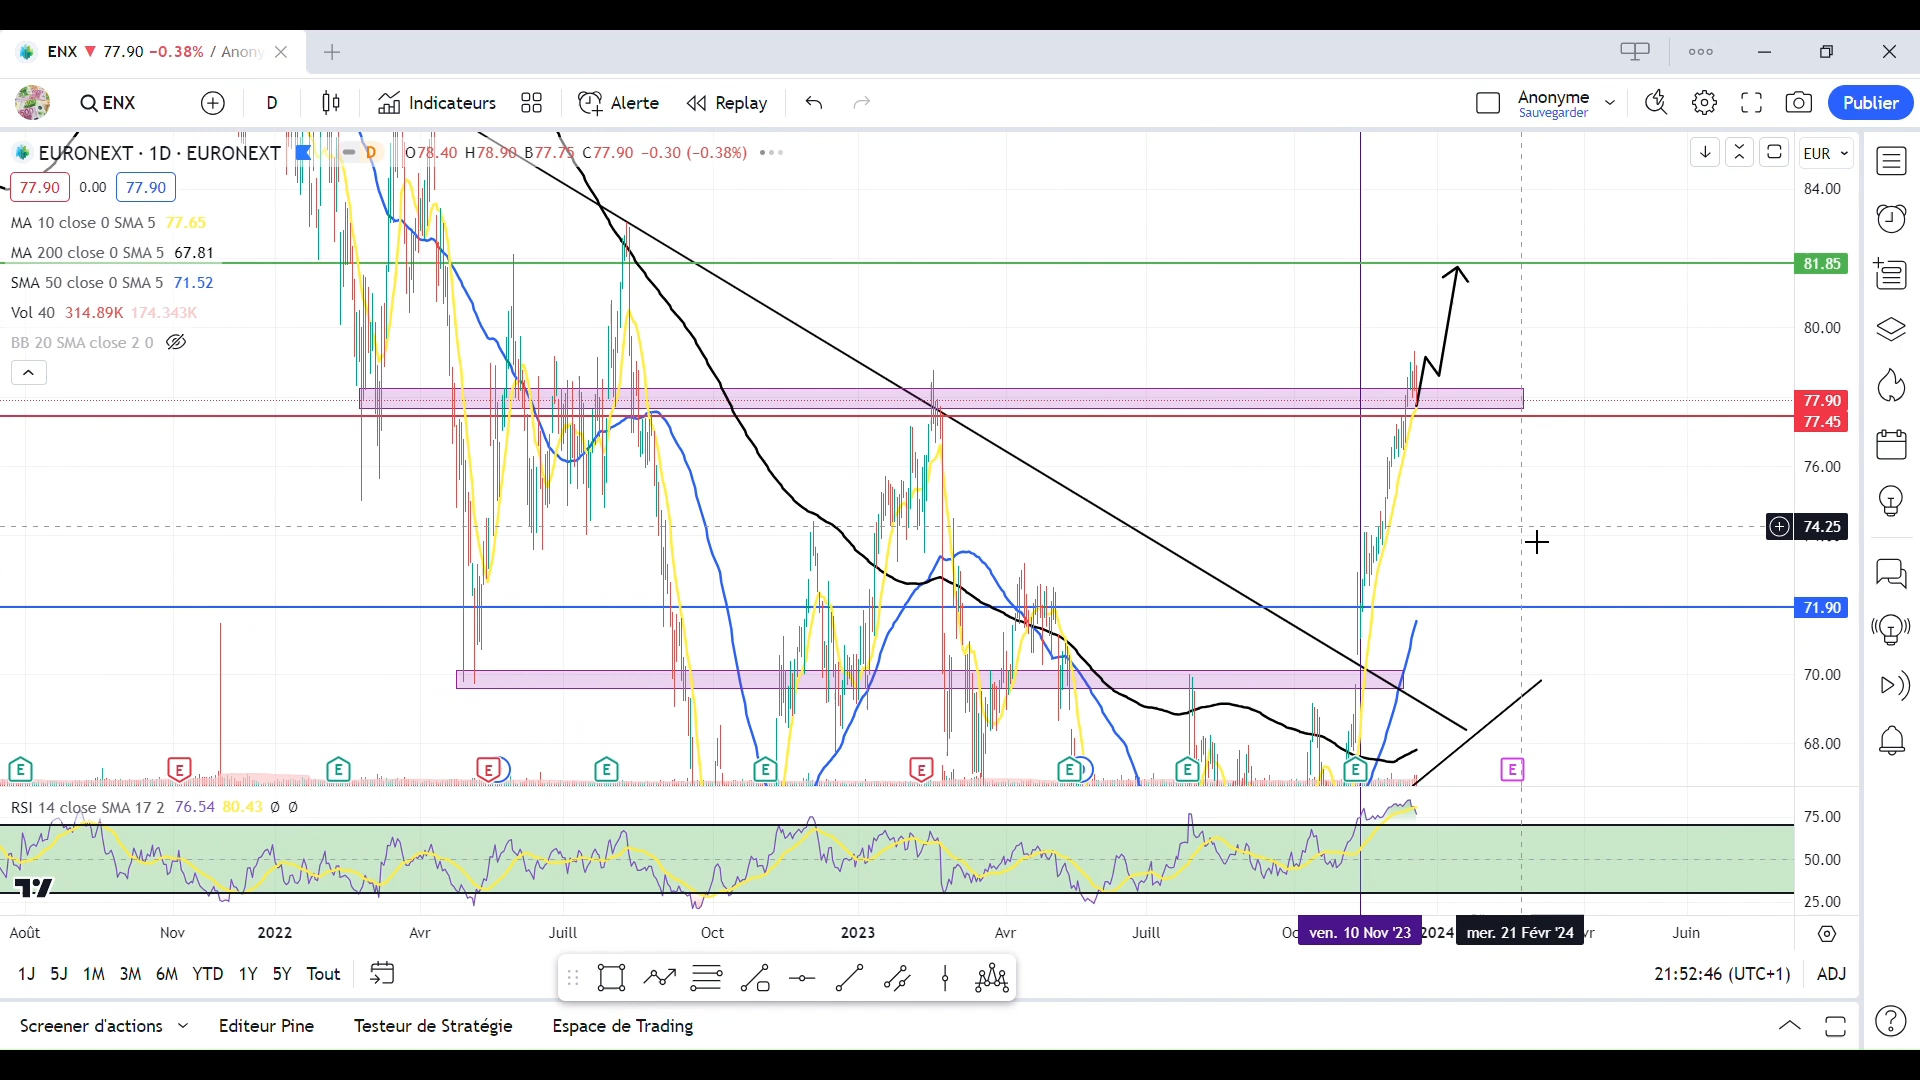 ENX ▼ 77.90 −0.38% / Anony
ENX D Indicateurs Alerte Replay Anonyme Sauvegarder Publier
EURONEXT · 1D · EURONEXT D O78.40 H78.90 B77.75 C77.90 −0.30 (−0.38%) EUR
77.90 0.00 77.90
MA 10 close 0 SMA 5 77.65
MA 200 close 0 SMA 5 67.81
SMA 50 close 0 SMA 5 71.52
Vol 40 314.89K 174.343K
BB 20 SMA close 2 0
84.00
81.85
80.00
77.90
77.45
76.00
74.25
71.90
70.00
68.00
E E E E E E E E E E E
RSI 14 close SMA 17 2 76.54 80.43 ∅ ∅
75.00
50.00
25.00
Août Nov 2022 Avr Juill Oct 2023 Avr Juill Oc ven. 10 Nov '23 2024 mer. 21 Févr '24 vr Juin
1J 5J 1M 3M 6M YTD 1Y 5Y Tout 21:52:46 (UTC+1) ADJ
Screener d'actions Editeur Pine Testeur de Stratégie Espace de Trading